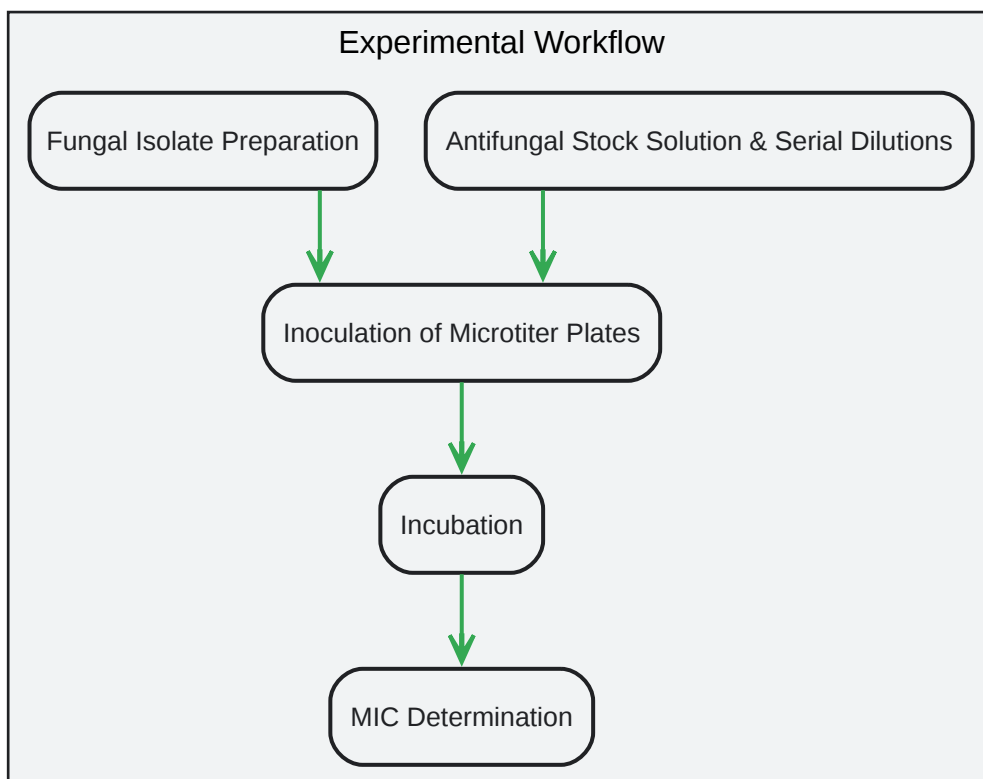 Experimental Workflow
Fungal Isolate Preparation
Antifungal Stock Solution & Serial Dilutions
Inoculation of Microtiter Plates
Incubation
MIC Determination